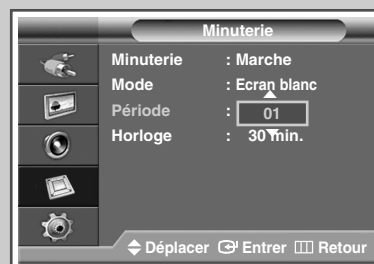 Minuterie
Minuterie : Marche
Mode : Ecran blanc
Période : 01
Horloge : 30 min.
Déplacer Entrer Retour